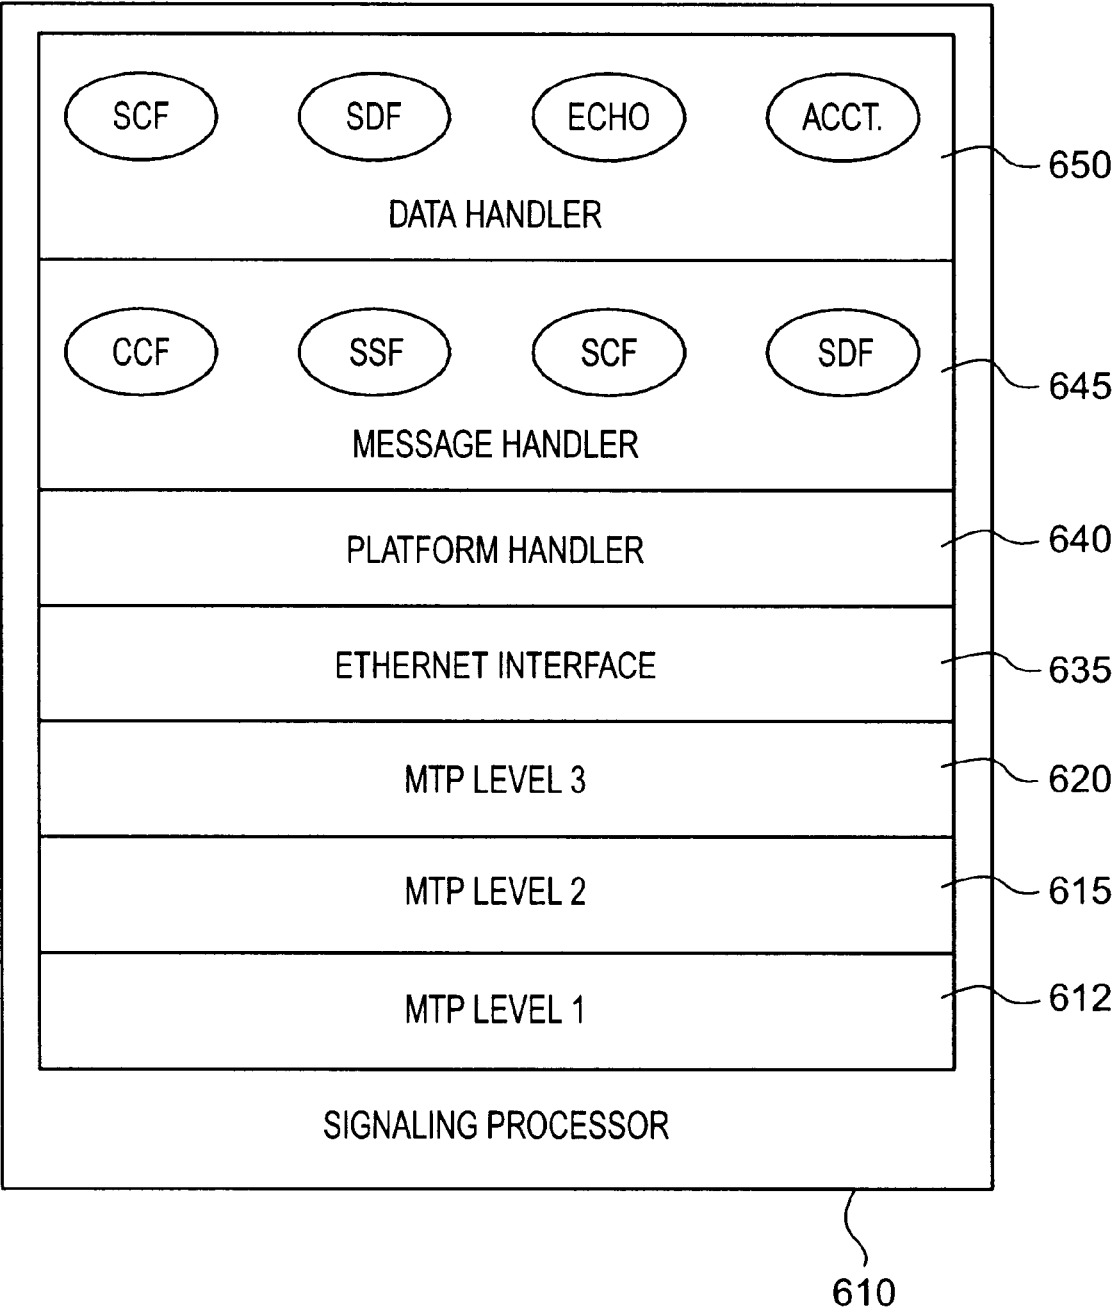 SCF SDF ECHO ACCT.
650
DATA HANDLER
CCF SSF SCF SDF
645
MESSAGE HANDLER
PLATFORM HANDLER 640
ETHERNET INTERFACE 635
MTP LEVEL 3 620
MTP LEVEL 2 615
MTP LEVEL 1 612
SIGNALING PROCESSOR
610